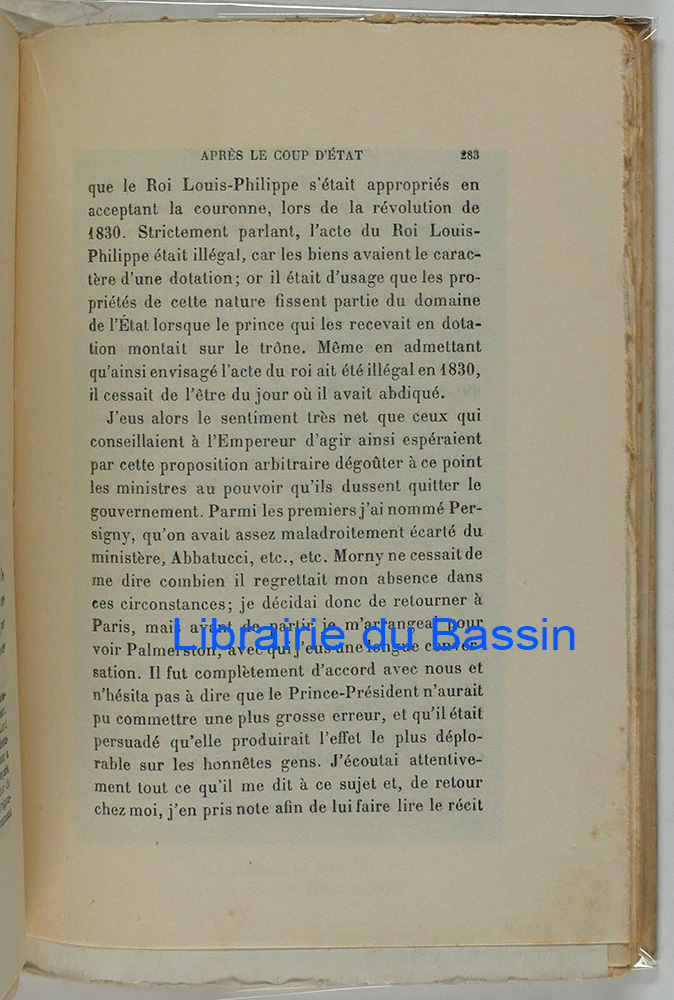 APRÈS LE COUP D'ÉTAT 283
que le Roi Louis-Philippe s'était appropriés en
acceptant la couronne, lors de la révolution de
1830. Strictement parlant, l'acte du Roi Louis-
Philippe était illégal, car les biens avaient le carac-
tère d'une dotation; or il était d'usage que les pro-
priétés de cette nature fissent partie du domaine
de l'État lorsque le prince qui les recevait en dota-
tion montait sur le trône. Même en admettant
qu'ainsi envisagé l'acte du roi ait été illégal en 1830,
il cessait de l'être du jour où il avait abdiqué.
J'eus alors le sentiment très net que ceux qui
conseillaient à l'Empereur d'agir ainsi espéraient
par cette proposition arbitraire dégoûter à ce point
les ministres au pouvoir qu'ils dussent quitter le
gouvernement. Parmi les premiers j'ai nommé Per-
signy, qu'on avait assez maladroitement écarté du
ministère, Abbatucci, etc., etc. Morny ne cessait de
me dire combien il regrettait mon absence dans
ces circonstances; je décidai donc de retourner à
Paris, mais avant de partir je m'arrangeai pour
voir Palmerston, avec qui j'eus une longue conver-
sation. Il fut complètement d'accord avec nous et
n'hésita pas à dire que le Prince-Président n'aurait
pu commettre une plus grosse erreur, et qu'il était
persuadé qu'elle produirait l'effet le plus déplo-
rable sur les honnêtes gens. J'écoutai attentive-
ment tout ce qu'il me dit à ce sujet et, de retour
chez moi, j'en pris note afin de lui faire lire le récit
Librairie du Bassin